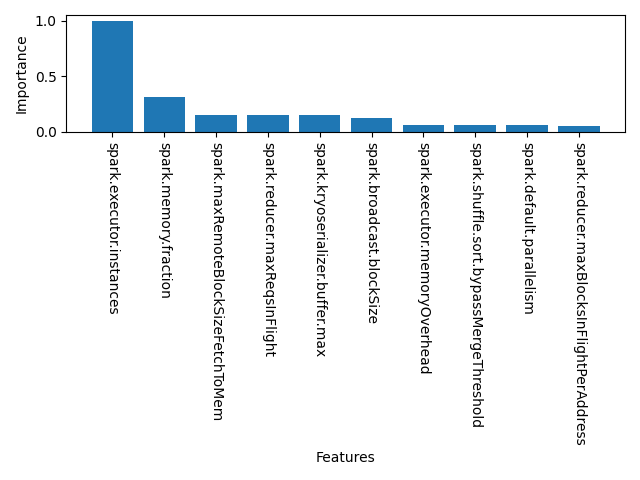 1.0
0.5
0.0
Importance
spark.executor.instances
spark.memory.fraction
spark.maxRemoteBlockSizeFetchToMem
spark.reducer.maxReqsInFlight
spark.kryoserializer.buffer.max
spark.broadcast.blockSize
spark.executor.memoryOverhead
spark.shuffle.sort.bypassMergeThreshold
spark.default.parallelism
spark.reducer.maxBlocksInFlightPerAddress
Features